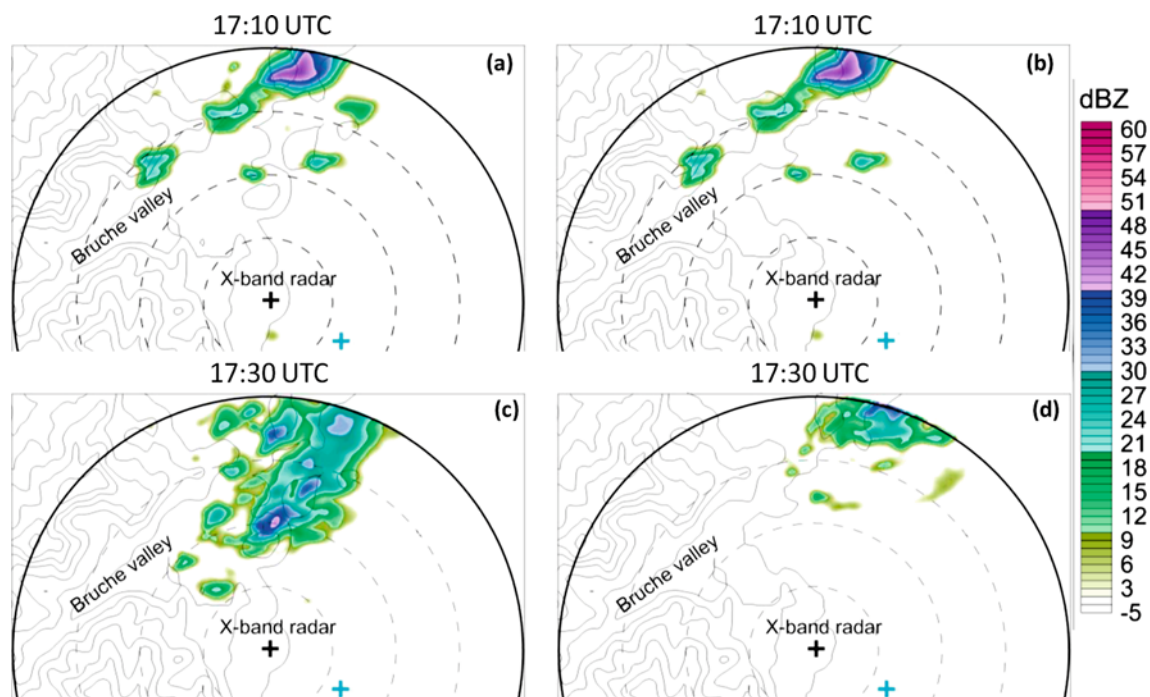 17:10 UTC
17:10 UTC
(a)
(b)
Bruche valley
Bruche valley
X-band radar
X-band radar
17:30 UTC
17:30 UTC
(c)
(d)
Bruche valley
Bruche valley
X-band radar
X-band radar
dBZ
60
57
54
51
48
45
42
39
36
33
30
27
24
21
18
15
12
9
6
3
-5